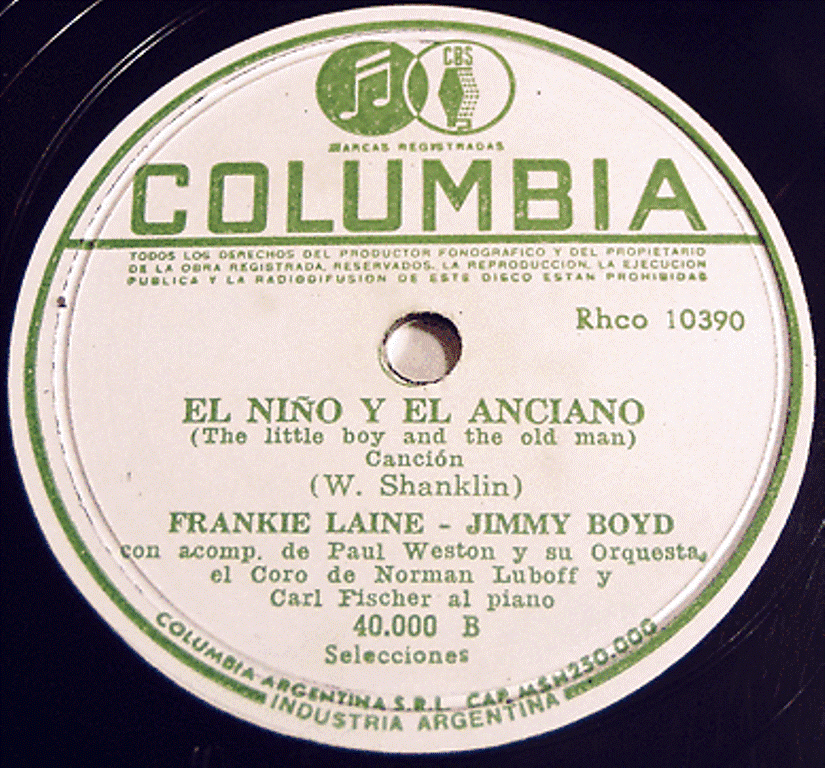 CBS
MARCAS REGISTRADAS
COLUMBIA
TODOS LOS DERECHOS DEL PRODUCTOR FONOGRAFICO Y DEL PROPIETARIO
DE LA OBRA REGISTRADA, RESERVADOS. LA REPRODUCCION, LA EJECUCION
PUBLICA Y LA RADIODIFUSION DE ESTE DISCO ESTAN PROHIBIDAS
Rhco 10390
EL NIÑO Y EL ANCIANO
(The little boy and the old man)
Canción
(W. Shanklin)
FRANKIE LAINE - JIMMY BOYD
con acomp. de Paul Weston y su Orquesta,
el Coro de Norman Luboff y
Carl Fischer al piano
40.000 B
Selecciones
COLUMBIA ARGENTINA S.R.L. CAP. M$N 250.000
INDUSTRIA ARGENTINA